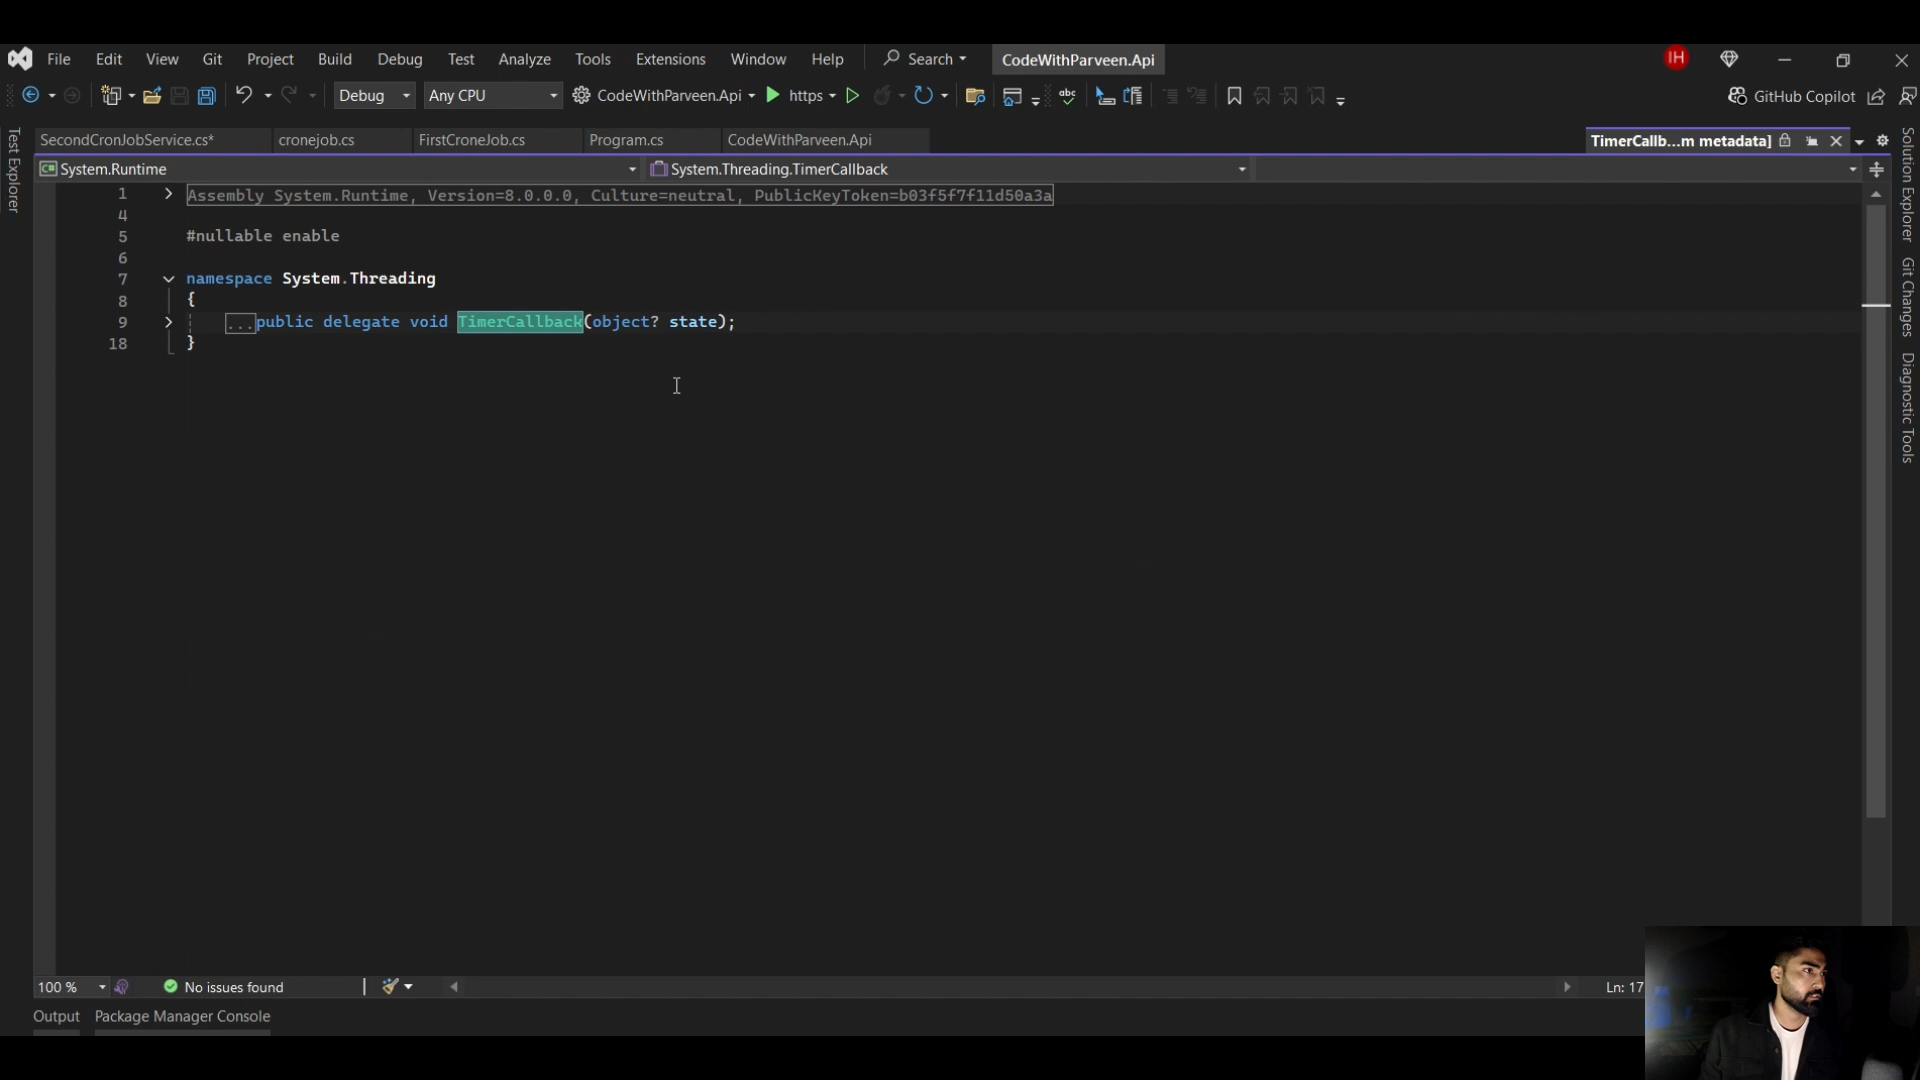 File Edit View Git Project Build Debug Test Analyze Tools Extensions Window Help Search CodeWithParveen.Api IH
Debug Any CPU CodeWithParveen.Api https abc GitHub Copilot
SecondCronJobService.cs* cronejob.cs FirstCroneJob.cs Program.cs CodeWithParveen.Api TimerCallb...m metadata]
C# System.Runtime System.Threading.TimerCallback
1 Assembly System.Runtime, Version=8.0.0.0, Culture=neutral, PublicKeyToken=b03f5f7f11d50a3a
4
5 #nullable enable
6
7 namespace System.Threading
8 {
9 ...public delegate void TimerCallback(object? state);
18 }
Test Explorer
Solution Explorer
Git Changes
Diagnostic Tools
100 % No issues found Ln: 17
Output Package Manager Console